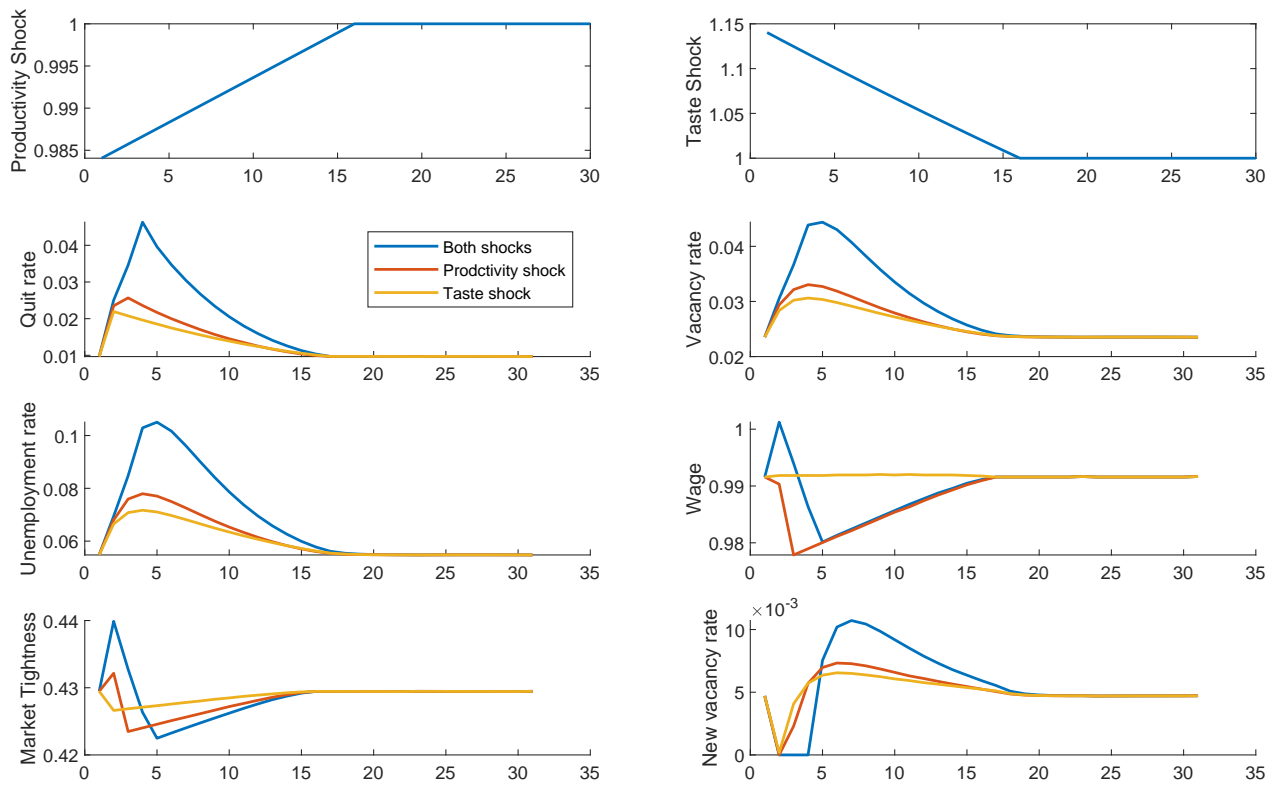 Productivity Shock
1
0.995
0.99
0.985
0 5 10 15 20 25 30
Taste Shock
1.15
1.1
1.05
1
0 5 10 15 20 25 30
Quit rate
0.04
0.03
0.02
0.01
0 5 10 15 20 25 30 35
Both shocks
Prodctivity shock
Taste shock
Vacancy rate
0.04
0.03
0.02
0 5 10 15 20 25 30 35
Unemployment rate
0.1
0.08
0.06
0 5 10 15 20 25 30 35
Wage
1
0.99
0.98
0 5 10 15 20 25 30 35
Market Tightness
0.44
0.43
0.42
0 5 10 15 20 25 30 35
New vacancy rate
×10-3
10
5
0
0 5 10 15 20 25 30 35